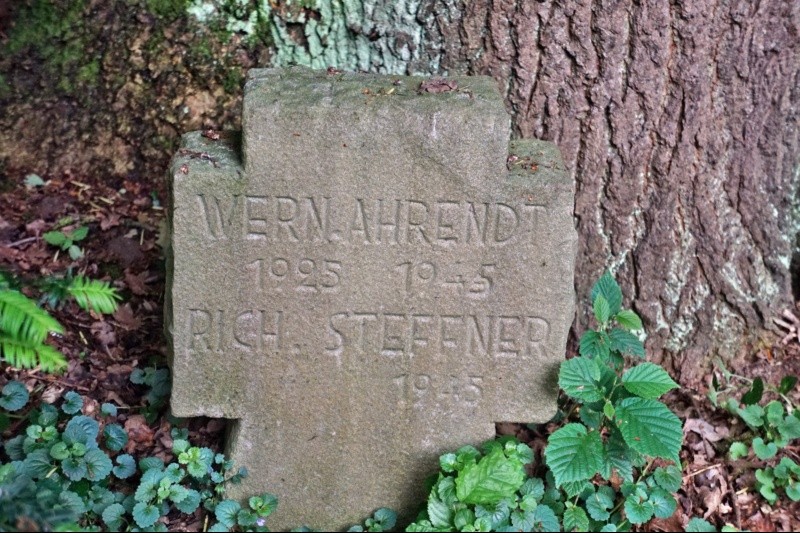 WERN. AHRENDT
1925 1945
RICH. STEFFNER
1945